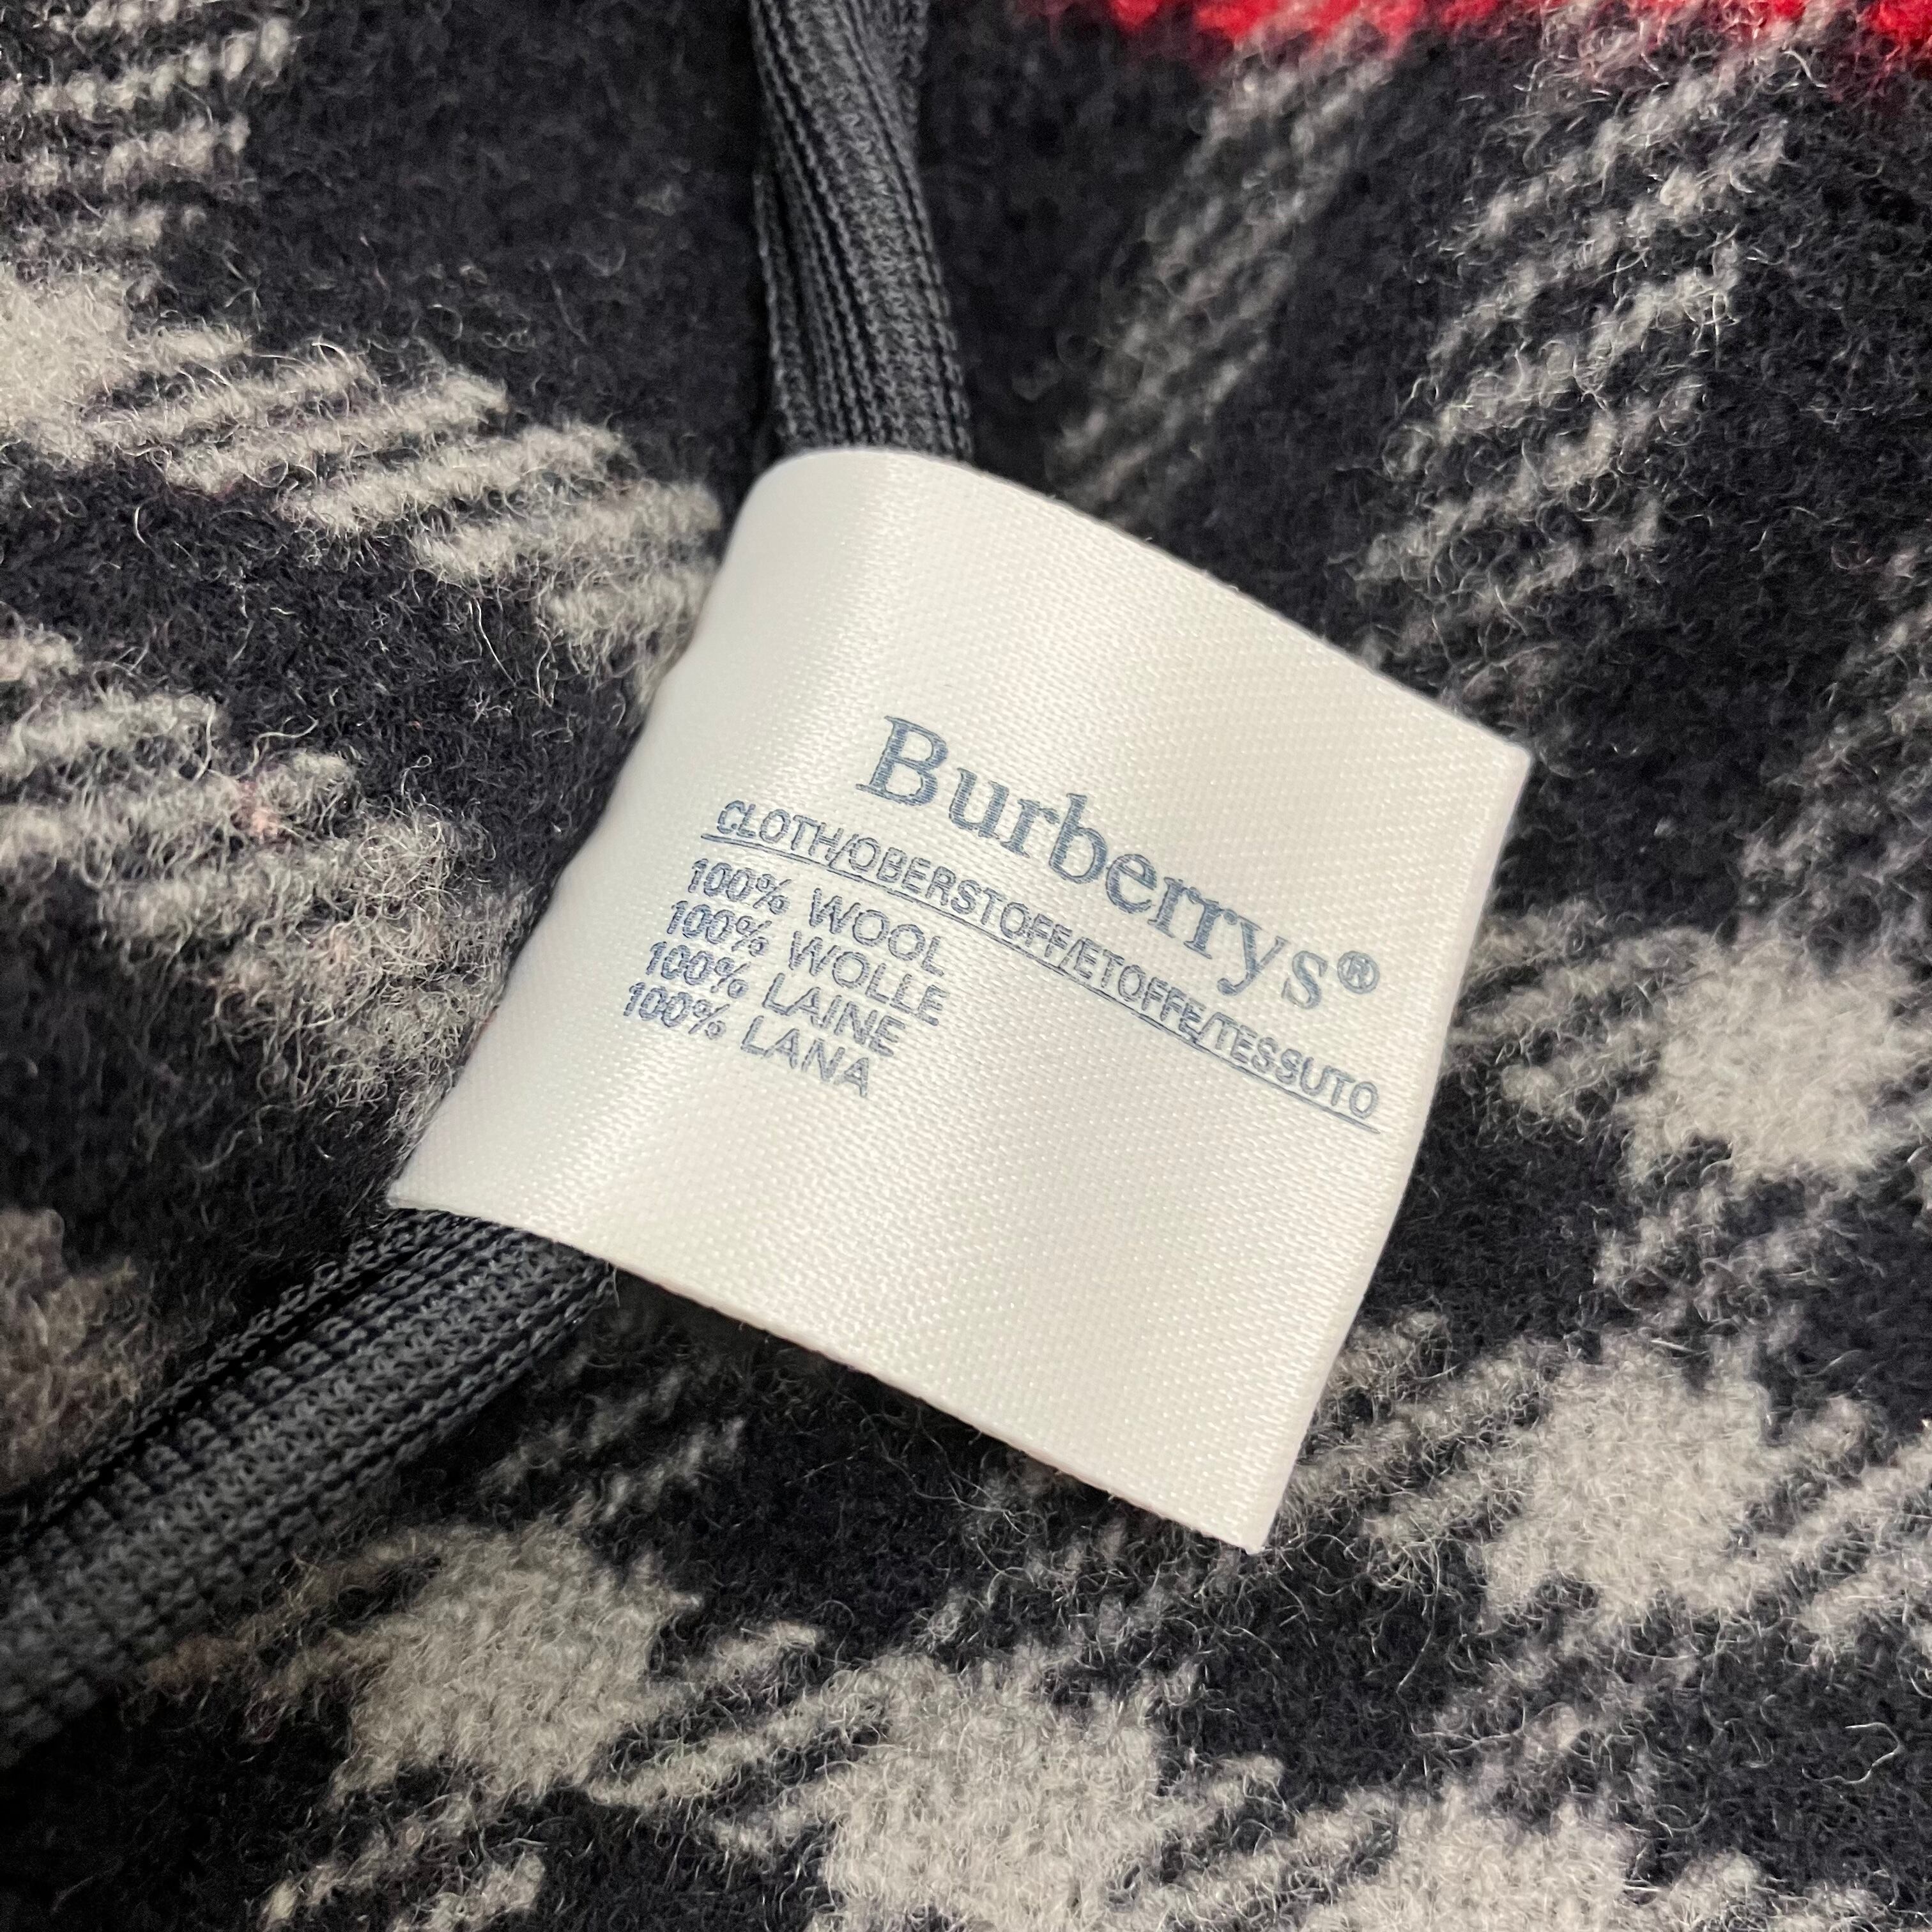 Burberrys®
CLOTH/OBERSTOFF/ETOFFE/TESSUTO
100% WOOL
100% WOLLE
100% LAINE
100% LANA